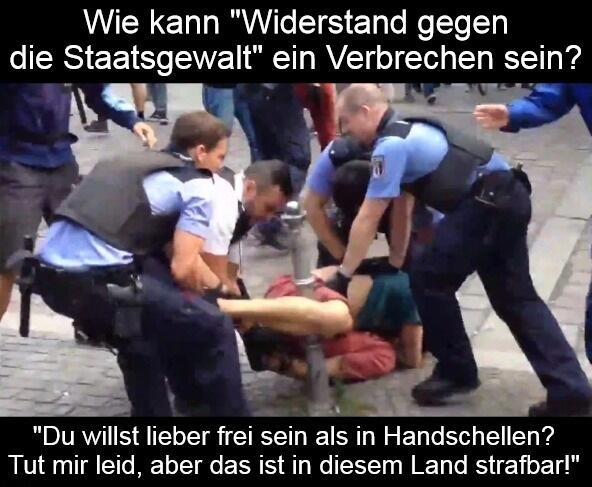 Wie kann "Widerstand gegen
die Staatsgewalt" ein Verbrechen sein?
"Du willst lieber frei sein als in Handschellen?
Tut mir leid, aber das ist in diesem Land strafbar!"